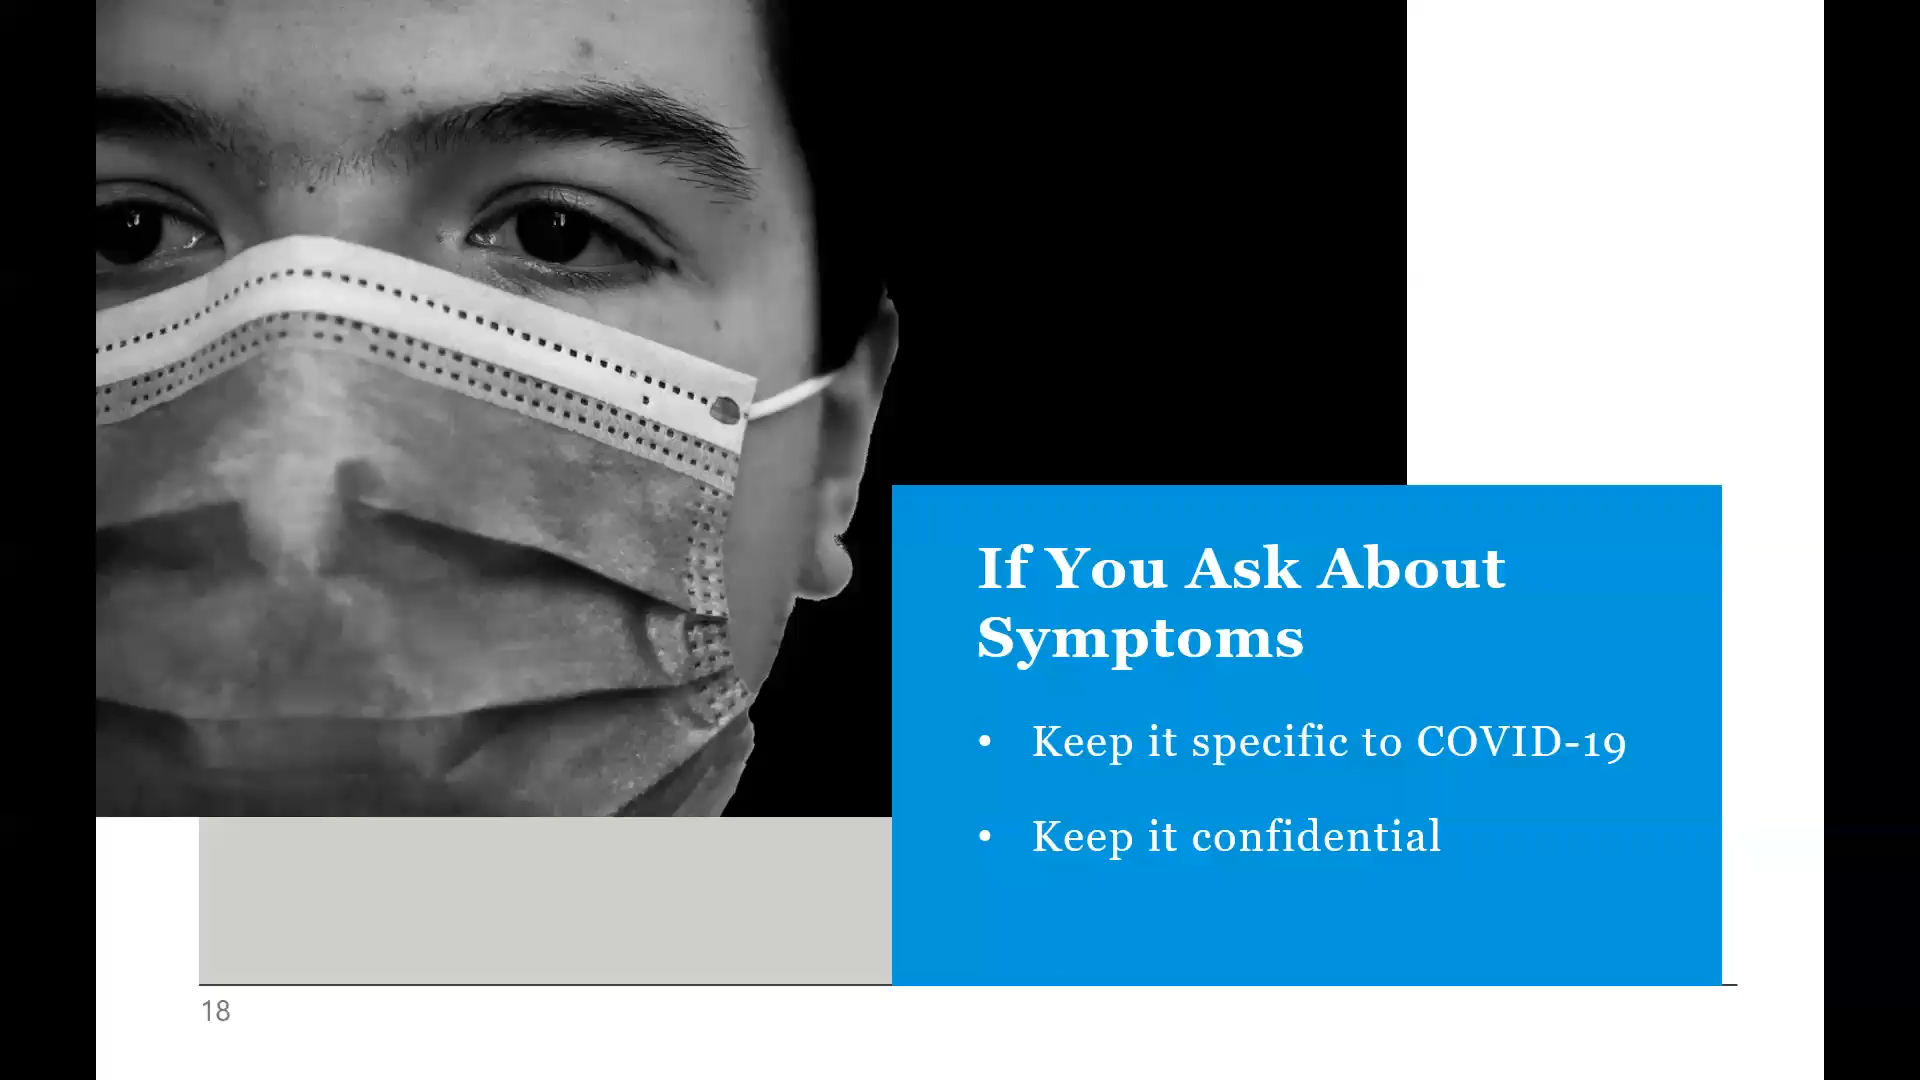 If You Ask About
Symptoms
• Keep it specific to COVID-19
• Keep it confidential
18